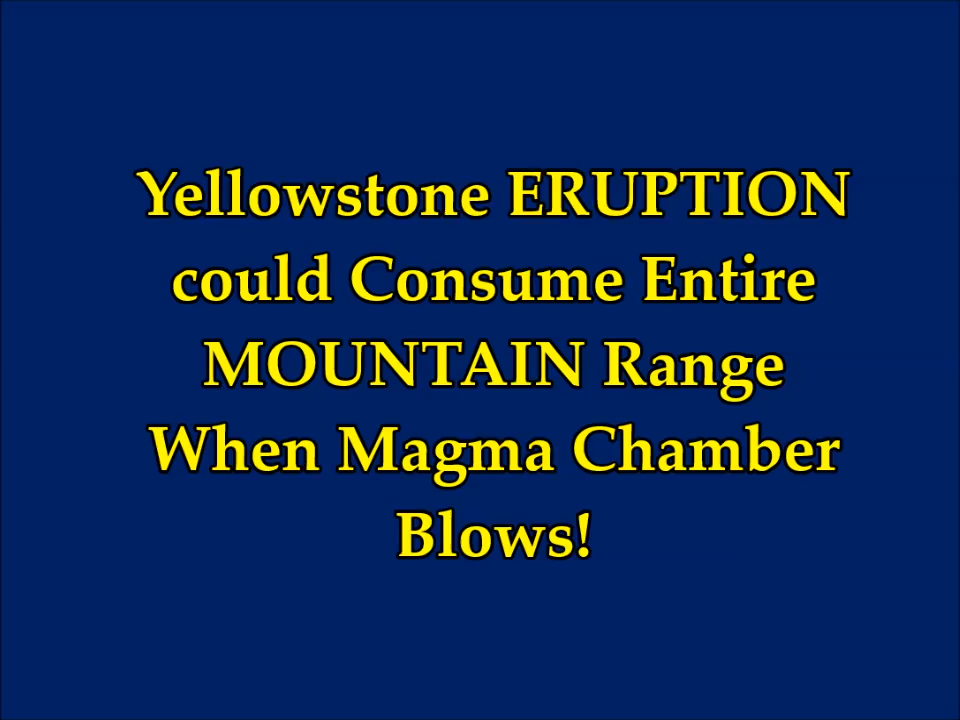 Yellowstone ERUPTION
could Consume Entire
MOUNTAIN Range
When Magma Chamber
Blows!